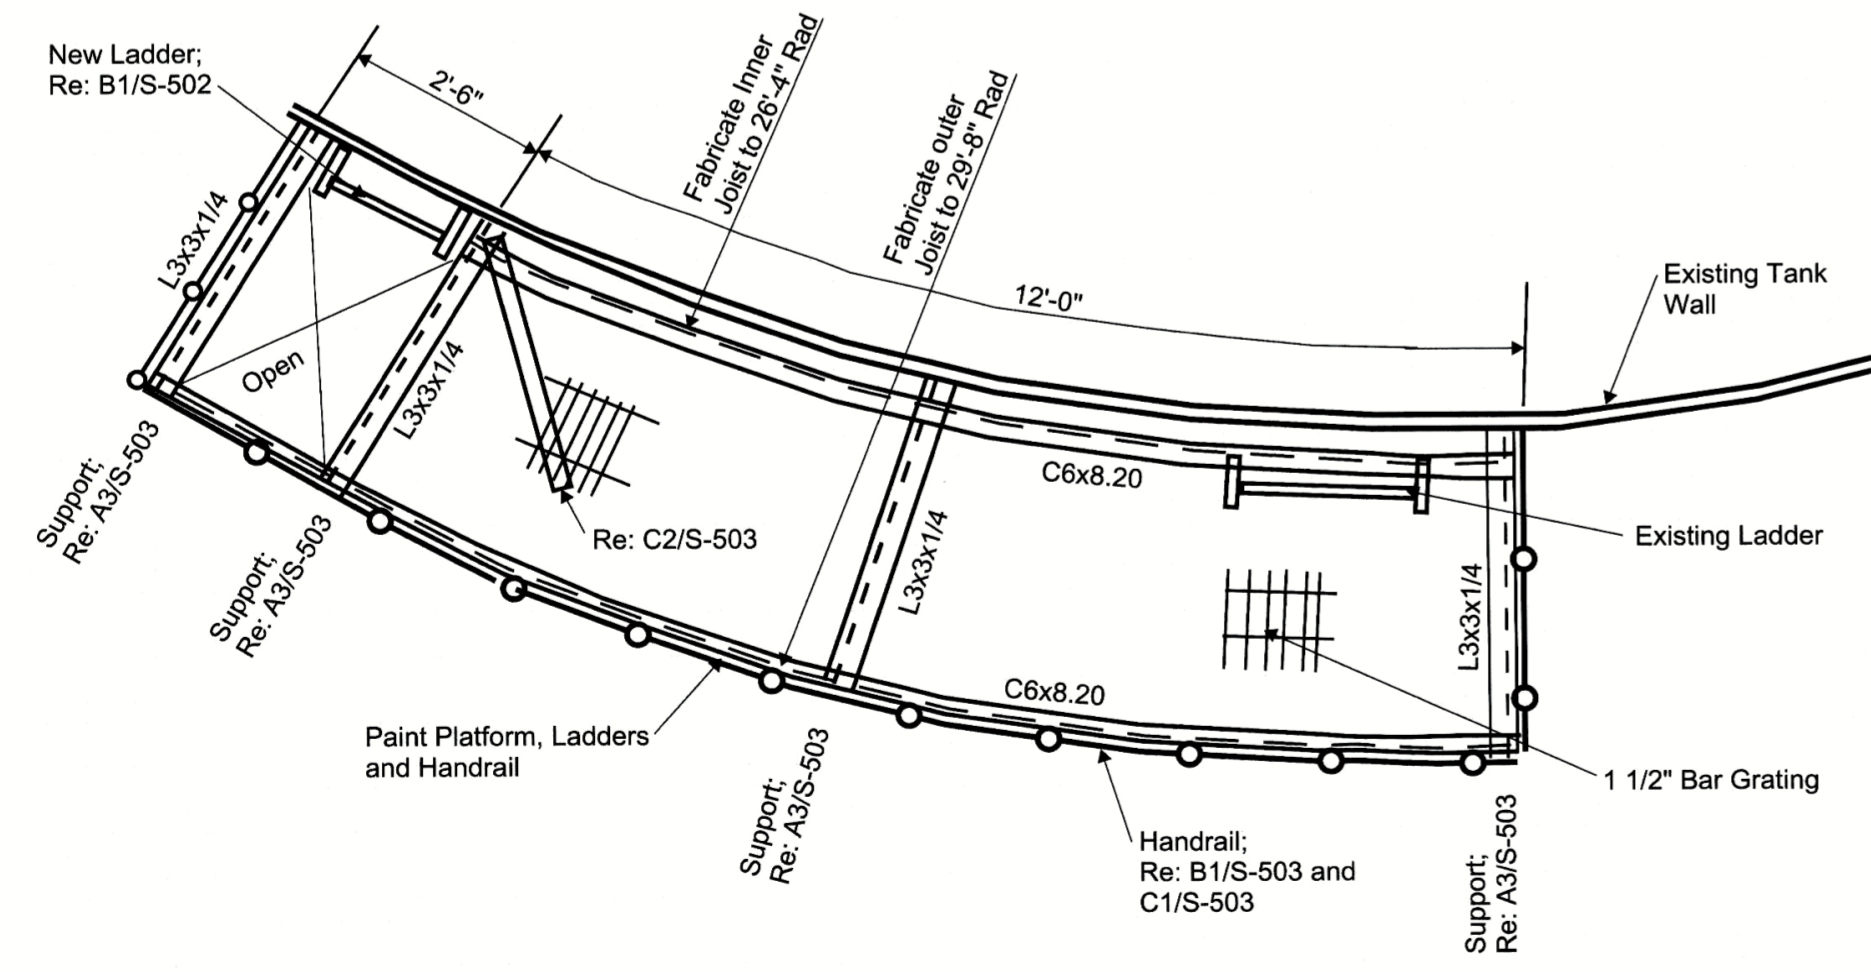 New Ladder;
Re: B1/S-502
2'-6"
Fabricate Inner
Joist to 26'-4" Rad
Fabricate outer
Joist to 29'-8" Rad
12'-0"
Existing Tank
Wall
L3x3x1/4
Open
L3x3x1/4
Support;
Re: A3/S-503
Support;
Re: A3/S-503
Re: C2/S-503
L3x3x1/4
C6x8.20
Existing Ladder
L3x3x1/4
C6x8.20
Paint Platform, Ladders
and Handrail
Support;
Re: A3/S-503
1 1/2" Bar Grating
Handrail;
Re: B1/S-503 and
C1/S-503
Support;
Re: A3/S-503